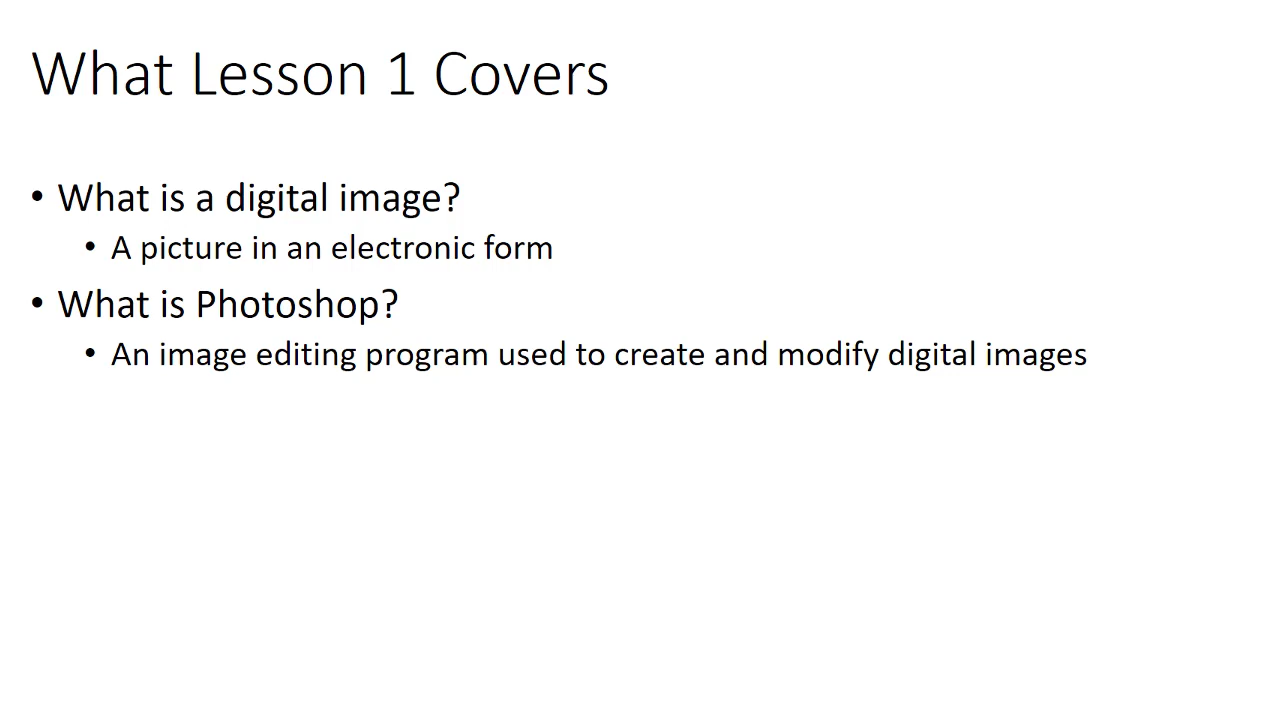 What Lesson 1 Covers
• What is a digital image?
• A picture in an electronic form
• What is Photoshop?
• An image editing program used to create and modify digital images